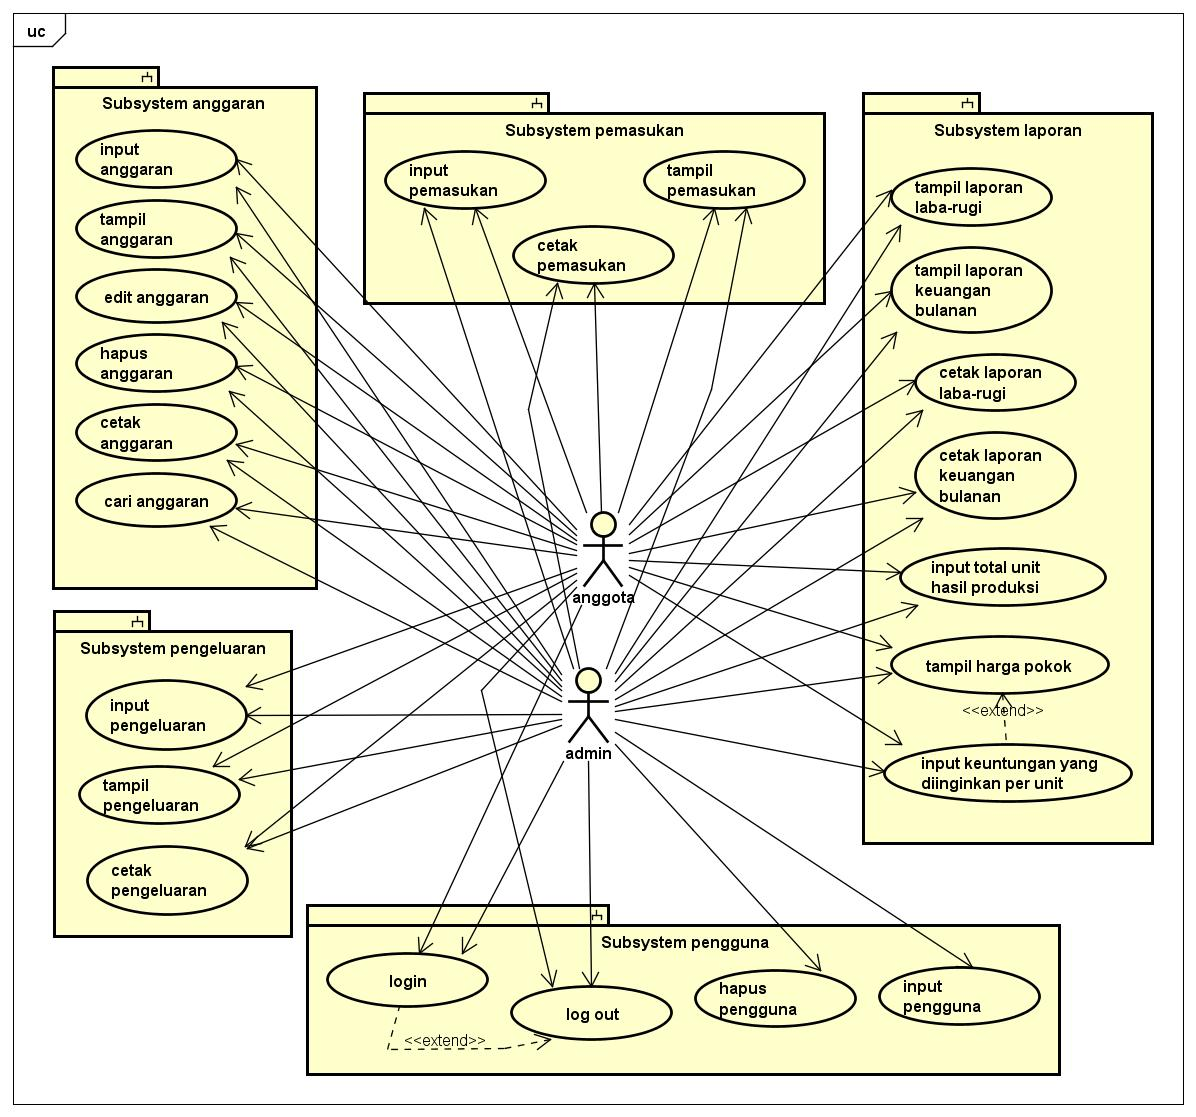 uc
Subsystem anggaran
input
anggaran
tampil
anggaran
edit anggaran
hapus
anggaran
cetak
anggaran
cari anggaran
Subsystem pemasukan
input
pemasukan
tampil
pemasukan
cetak
pemasukan
Subsystem laporan
tampil laporan
laba-rugi
tampil laporan
keuangan
bulanan
cetak laporan
laba-rugi
cetak laporan
keuangan
bulanan
input total unit
hasil produksi
tampil harga pokok
<<extend>>
input keuntungan yang
diinginkan per unit
anggota
admin
Subsystem pengeluaran
input
pengeluaran
tampil
pengeluaran
cetak
pengeluaran
Subsystem pengguna
login
log out
hapus
pengguna
input
pengguna
<<extend>>